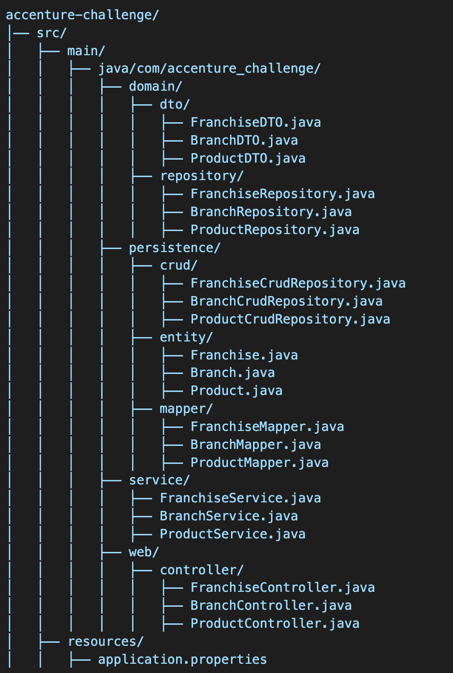 accenture-challenge/
│── src/
│   ├── main/
│   │   ├── java/com/accenture_challenge/
│   │   │   ├── domain/
│   │   │   │   ├── dto/
│   │   │   │   │   ├── FranchiseDTO.java
│   │   │   │   │   ├── BranchDTO.java
│   │   │   │   │   ├── ProductDTO.java
│   │   │   │   ├── repository/
│   │   │   │   │   ├── FranchiseRepository.java
│   │   │   │   │   ├── BranchRepository.java
│   │   │   │   │   ├── ProductRepository.java
│   │   │   ├── persistence/
│   │   │   │   ├── crud/
│   │   │   │   │   ├── FranchiseCrudRepository.java
│   │   │   │   │   ├── BranchCrudRepository.java
│   │   │   │   │   ├── ProductCrudRepository.java
│   │   │   │   ├── entity/
│   │   │   │   │   ├── Franchise.java
│   │   │   │   │   ├── Branch.java
│   │   │   │   │   ├── Product.java
│   │   │   │   ├── mapper/
│   │   │   │   │   ├── FranchiseMapper.java
│   │   │   │   │   ├── BranchMapper.java
│   │   │   │   │   ├── ProductMapper.java
│   │   │   ├── service/
│   │   │   │   ├── FranchiseService.java
│   │   │   │   ├── BranchService.java
│   │   │   │   ├── ProductService.java
│   │   │   ├── web/
│   │   │   │   ├── controller/
│   │   │   │   │   ├── FranchiseController.java
│   │   │   │   │   ├── BranchController.java
│   │   │   │   │   ├── ProductController.java
│   │   ├── resources/
│   │   │   ├── application.properties